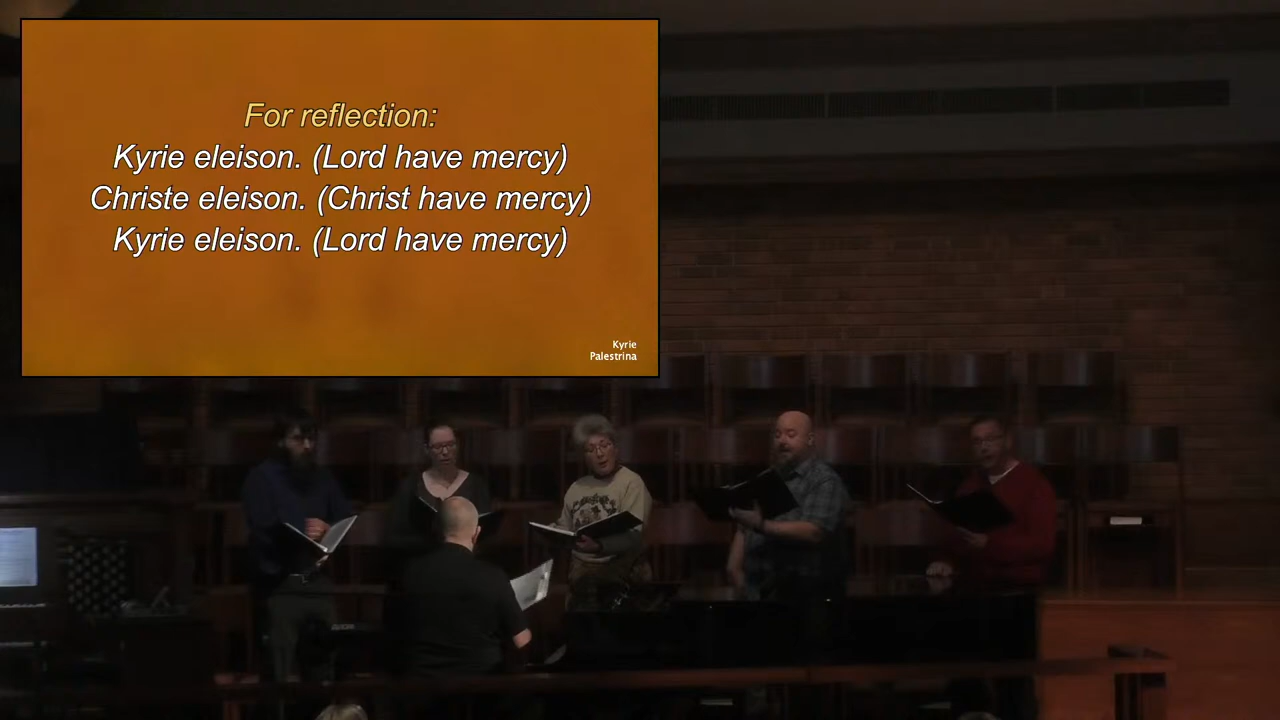 For reflection:
Kyrie eleison. (Lord have mercy)
Christe eleison. (Christ have mercy)
Kyrie eleison. (Lord have mercy)
Kyrie
Palestrina